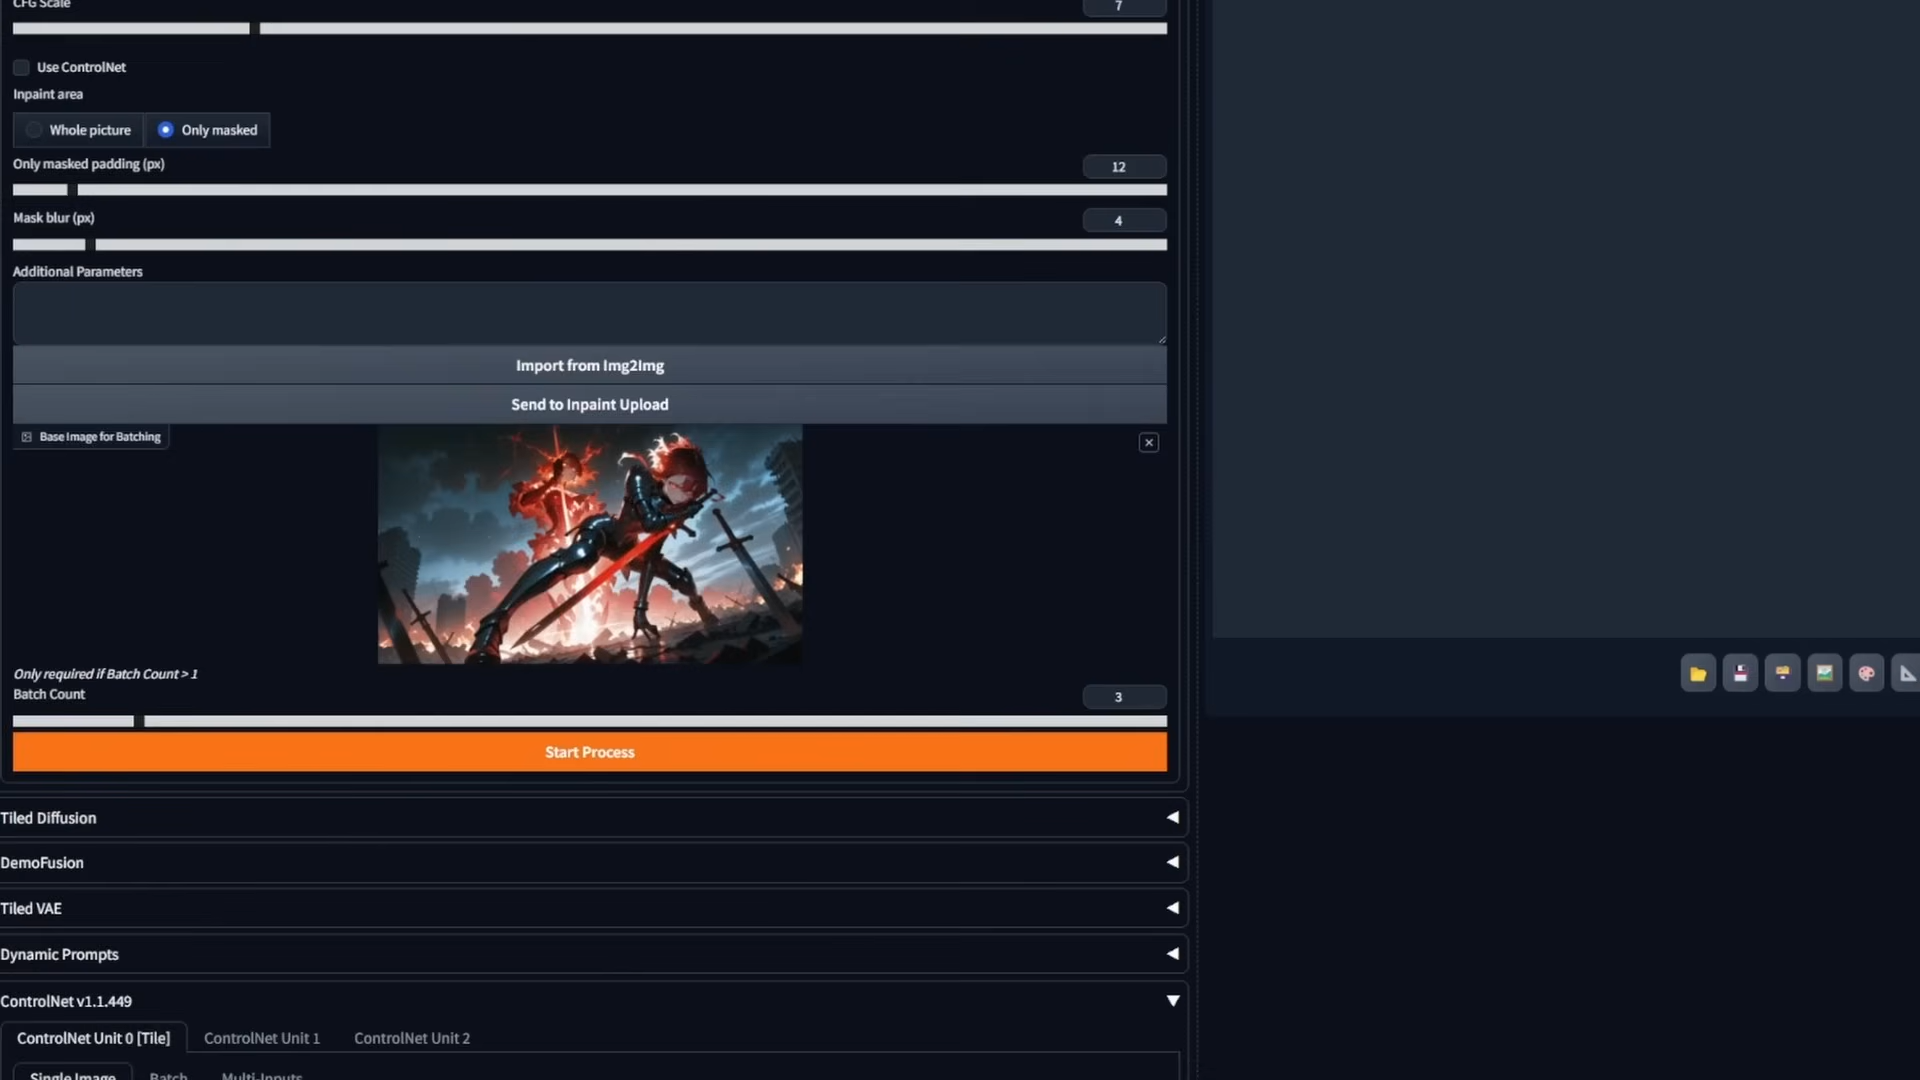 CFG Scale
7
Use ControlNet
Inpaint area
Whole picture
Only masked
Only masked padding (px)
12
Mask blur (px)
4
Additional Parameters
Import from Img2Img
Send to Inpaint Upload
Base Image for Batching
Only required if Batch Count > 1
Batch Count
3
Start Process
Tiled Diffusion
DemoFusion
Tiled VAE
Dynamic Prompts
ControlNet v1.1.449
ControlNet Unit 0 [Tile]
ControlNet Unit 1
ControlNet Unit 2
Single Image
Batch
Multi-Inputs